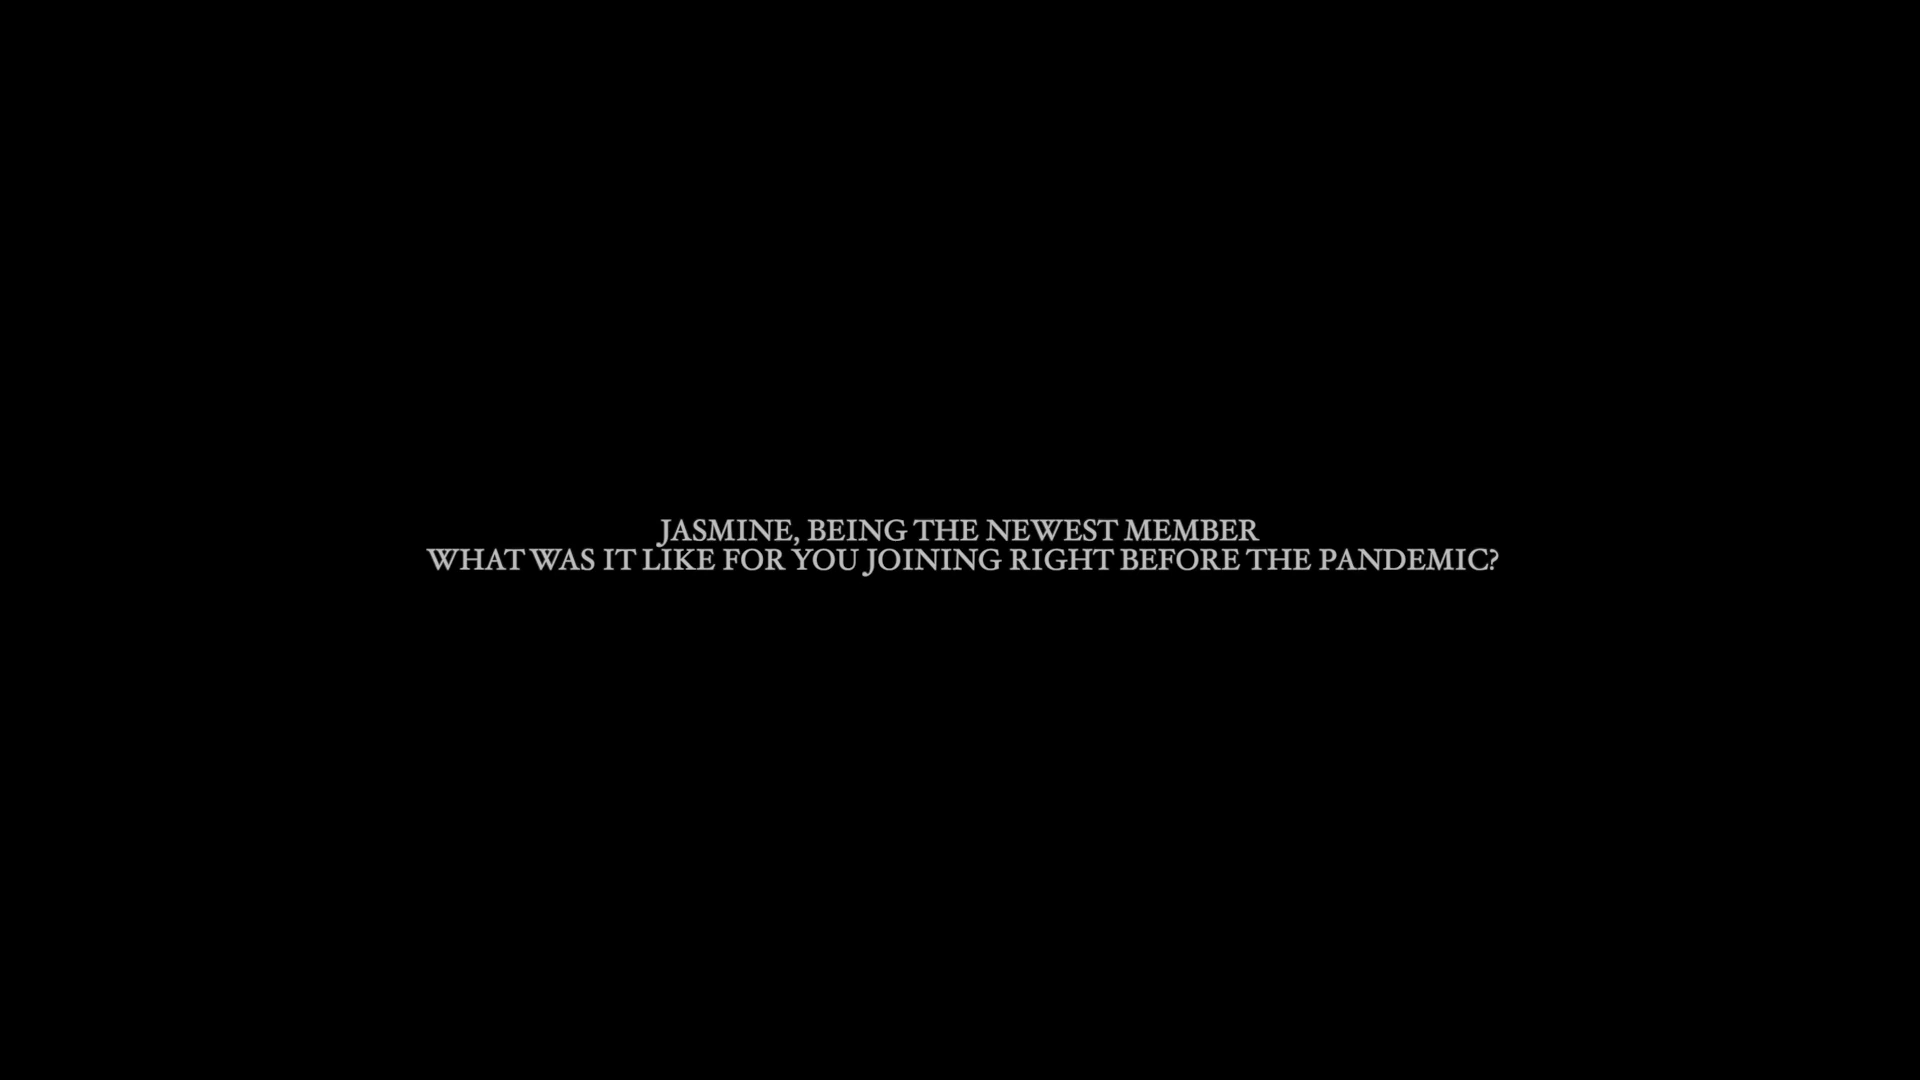 JASMINE, BEING THE NEWEST MEMBER
WHAT WAS IT LIKE FOR YOU JOINING RIGHT BEFORE THE PANDEMIC?